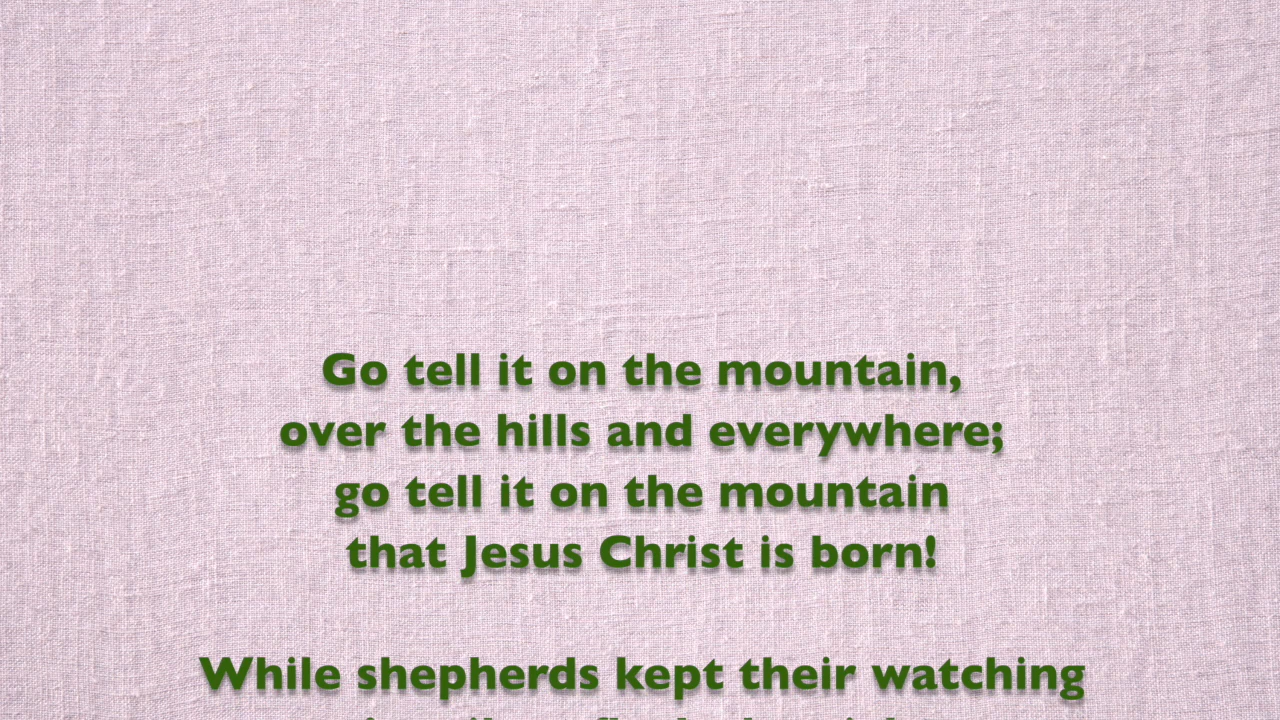 Go tell it on the mountain,
over the hills and everywhere;
go tell it on the mountain
that Jesus Christ is born!
While shepherds kept their watching